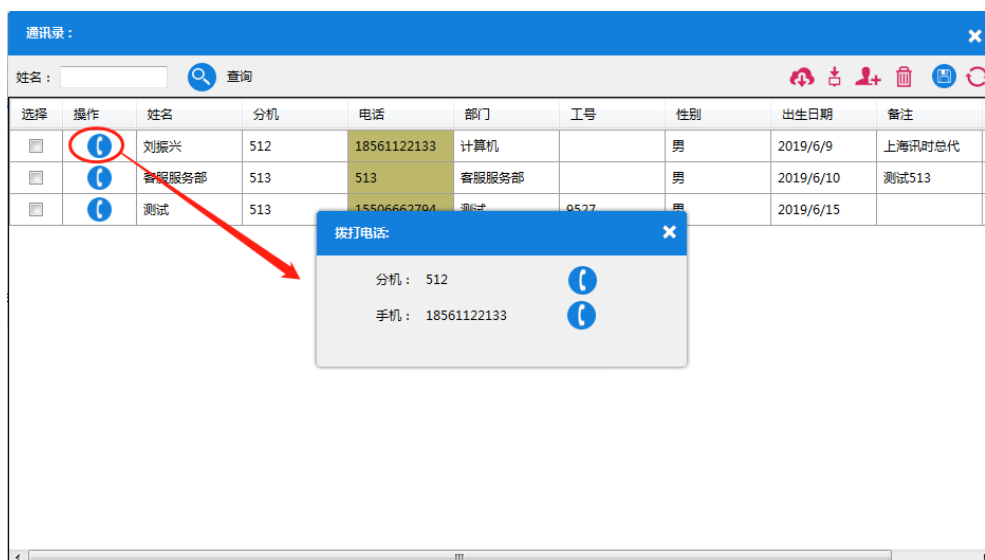 通讯录：
姓名： 查询
选择 操作 姓名 分机 电话 部门 工号 性别 出生日期 备注
刘振兴 512 18561122133 计算机 男 2019/6/9 上海讯时总代
客服服务部 513 513 客服服务部 男 2019/6/10 测试513
测试 513 15506662794 测试 9527 男 2019/6/15
拨打电话:
分机： 512
手机： 18561122133